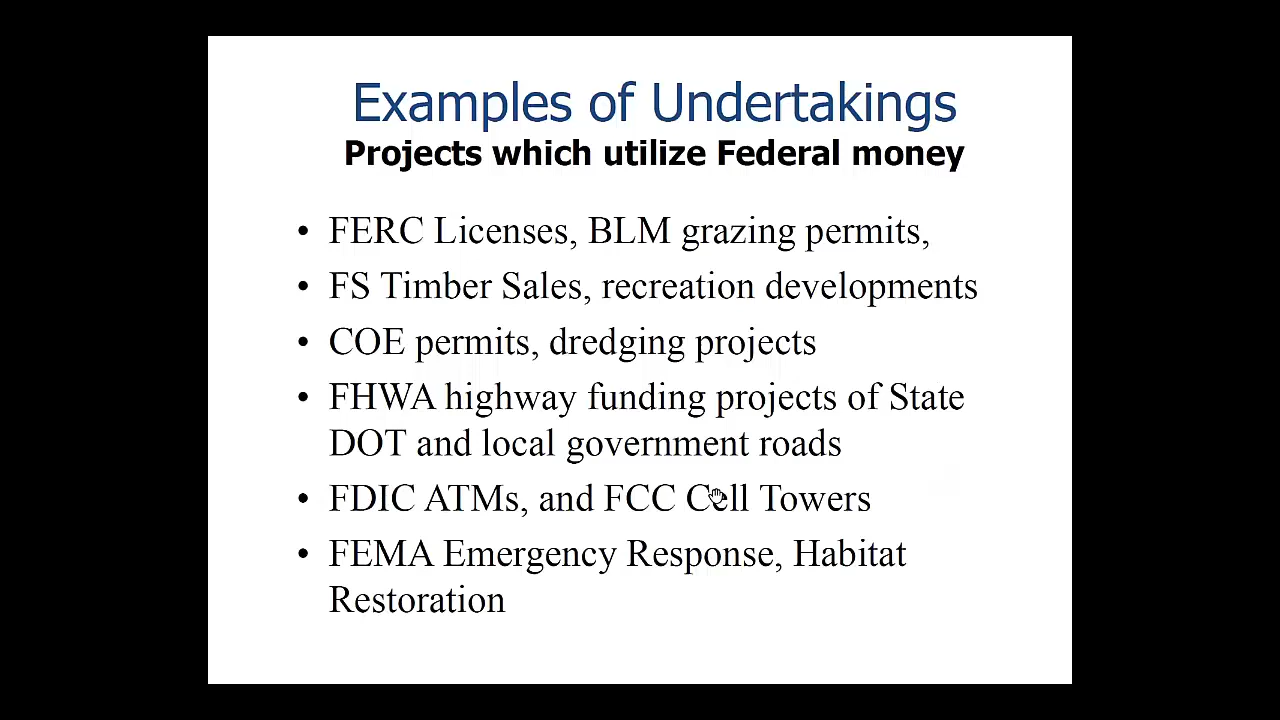 Examples of Undertakings
Projects which utilize Federal money
• FERC Licenses, BLM grazing permits,
• FS Timber Sales, recreation developments
• COE permits, dredging projects
• FHWA highway funding projects of State
DOT and local government roads
• FDIC ATMs, and FCC Cell Towers
• FEMA Emergency Response, Habitat
Restoration